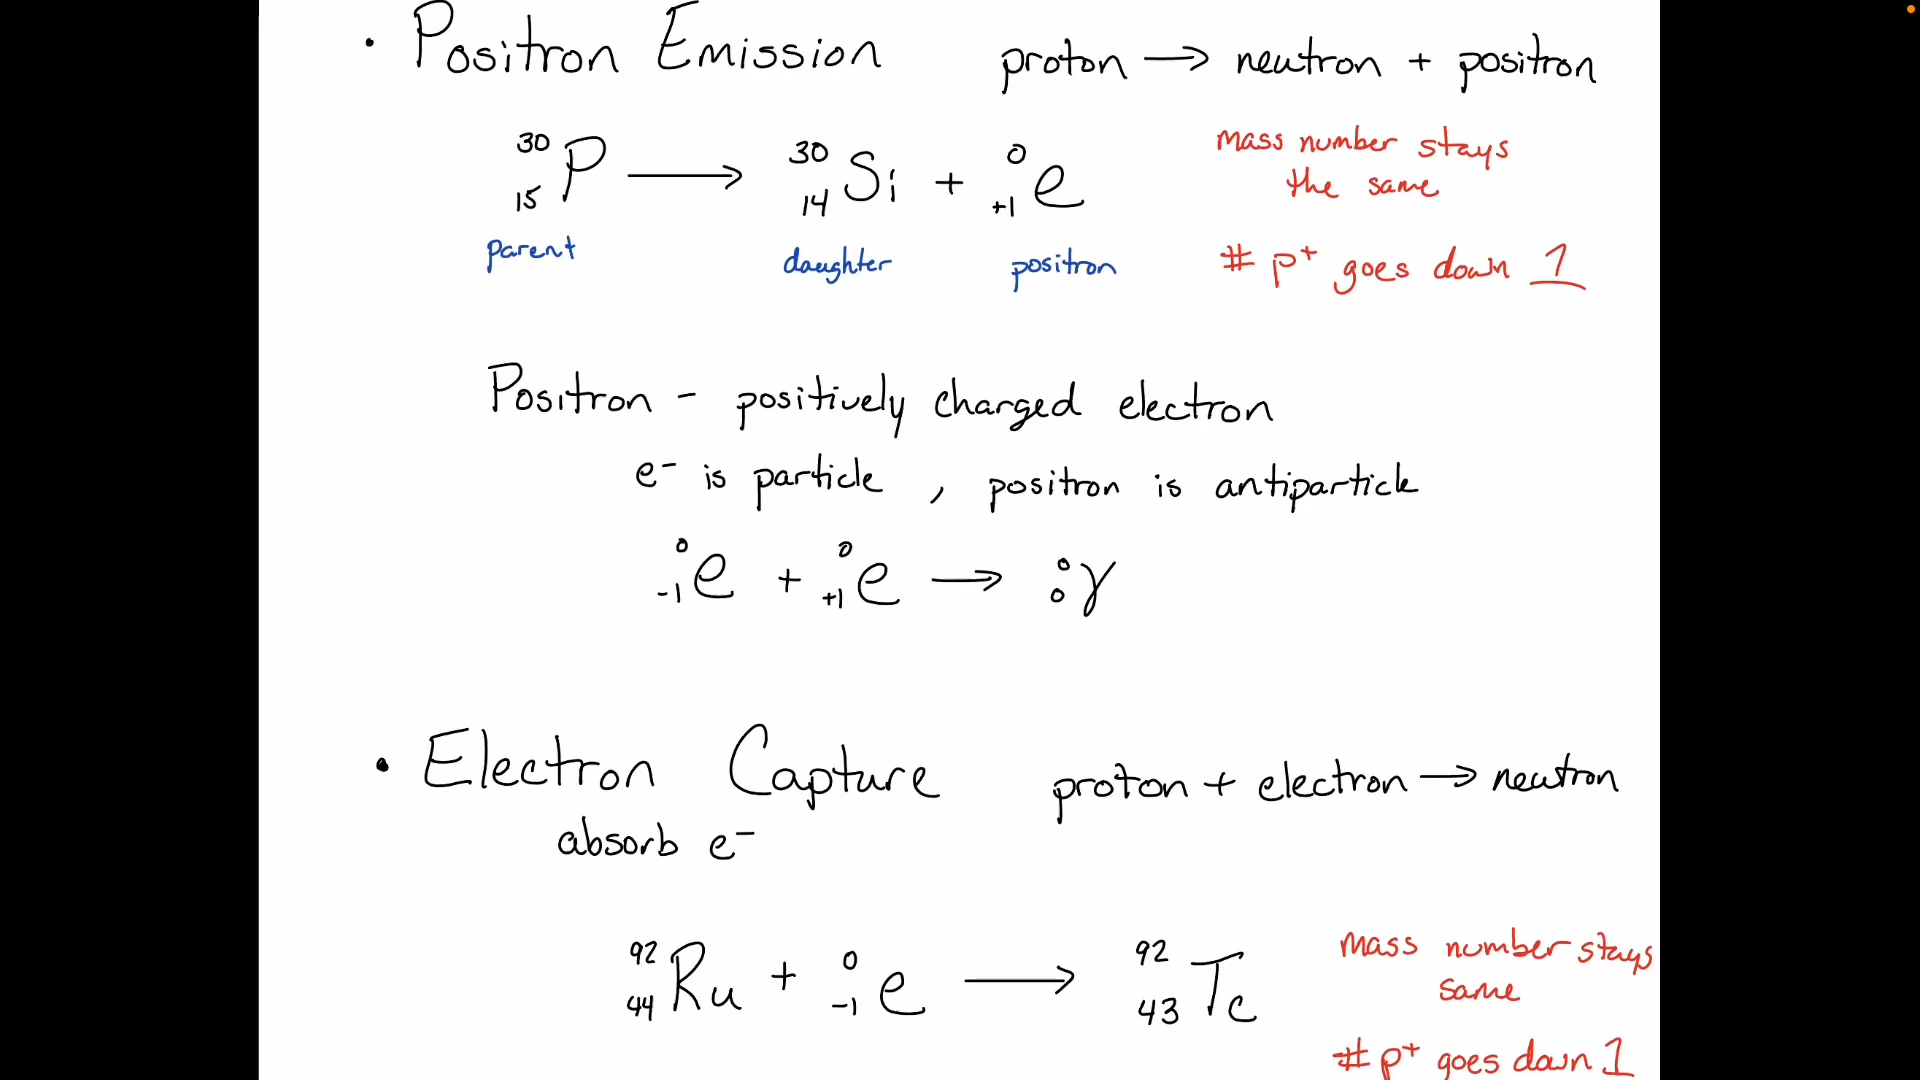 • Positron Emission proton → neutron + positron
³⁰₁₅P → ³⁰₁₄Si + ⁰₊₁e
mass number stays
the same
parent daughter positron
# p⁺ goes down 1
Positron - positively charged electron
e⁻ is particle, positron is antiparticle
⁰₋₁e + ⁰₊₁e → ⁰₀γ
• Electron Capture proton + electron → neutron
absorb e⁻
⁹²₄₄Ru + ⁰₋₁e → ⁹²₄₃Tc
mass number stays
same
# p⁺ goes down 1